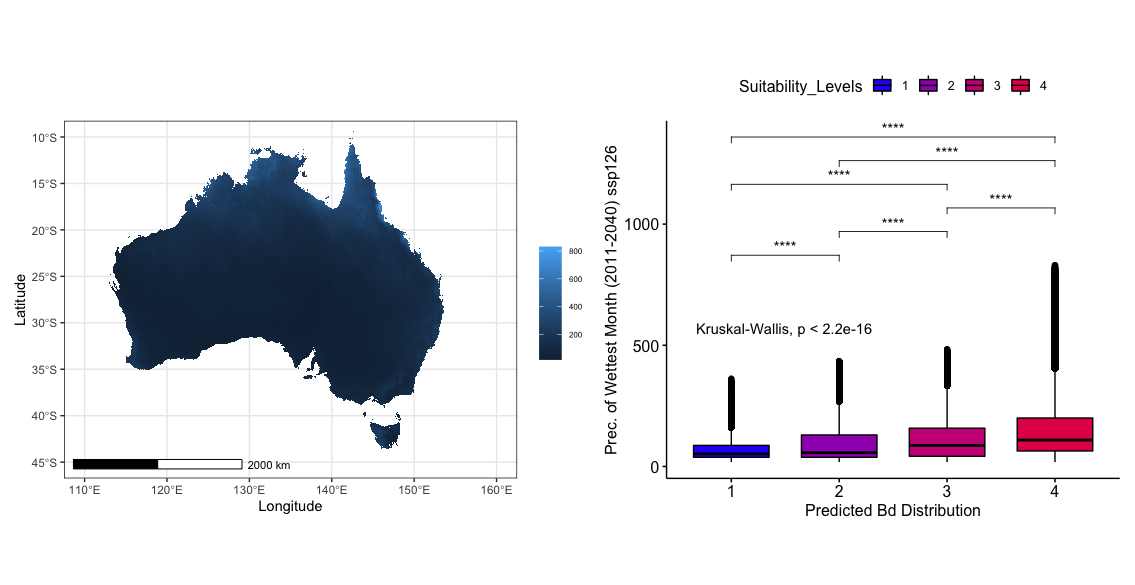 10°S
15°S
20°S
25°S
30°S
35°S
40°S
45°S
Latitude
2000 km
110°E 120°E 130°E 140°E 150°E 160°E
Longitude
800
600
400
200
Suitability_Levels 1 2 3 4
Prec. of Wettest Month (2011-2040) ssp126
1000
500
0
****
****
****
****
****
****
Kruskal-Wallis, p < 2.2e-16
1 2 3 4
Predicted Bd Distribution